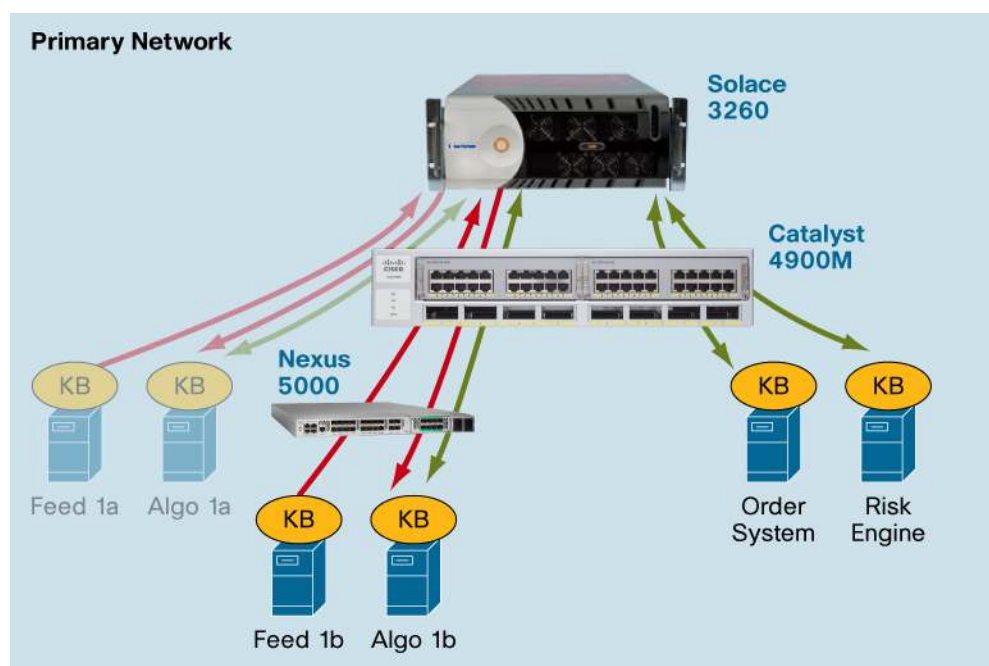 Primary Network
Solace
3260
Catalyst
4900M
CISCO
Nexus
5000
KB
KB
KB
KB
Feed 1a
Algo 1a
Order
System
Risk
Engine
KB
KB
Feed 1b
Algo 1b